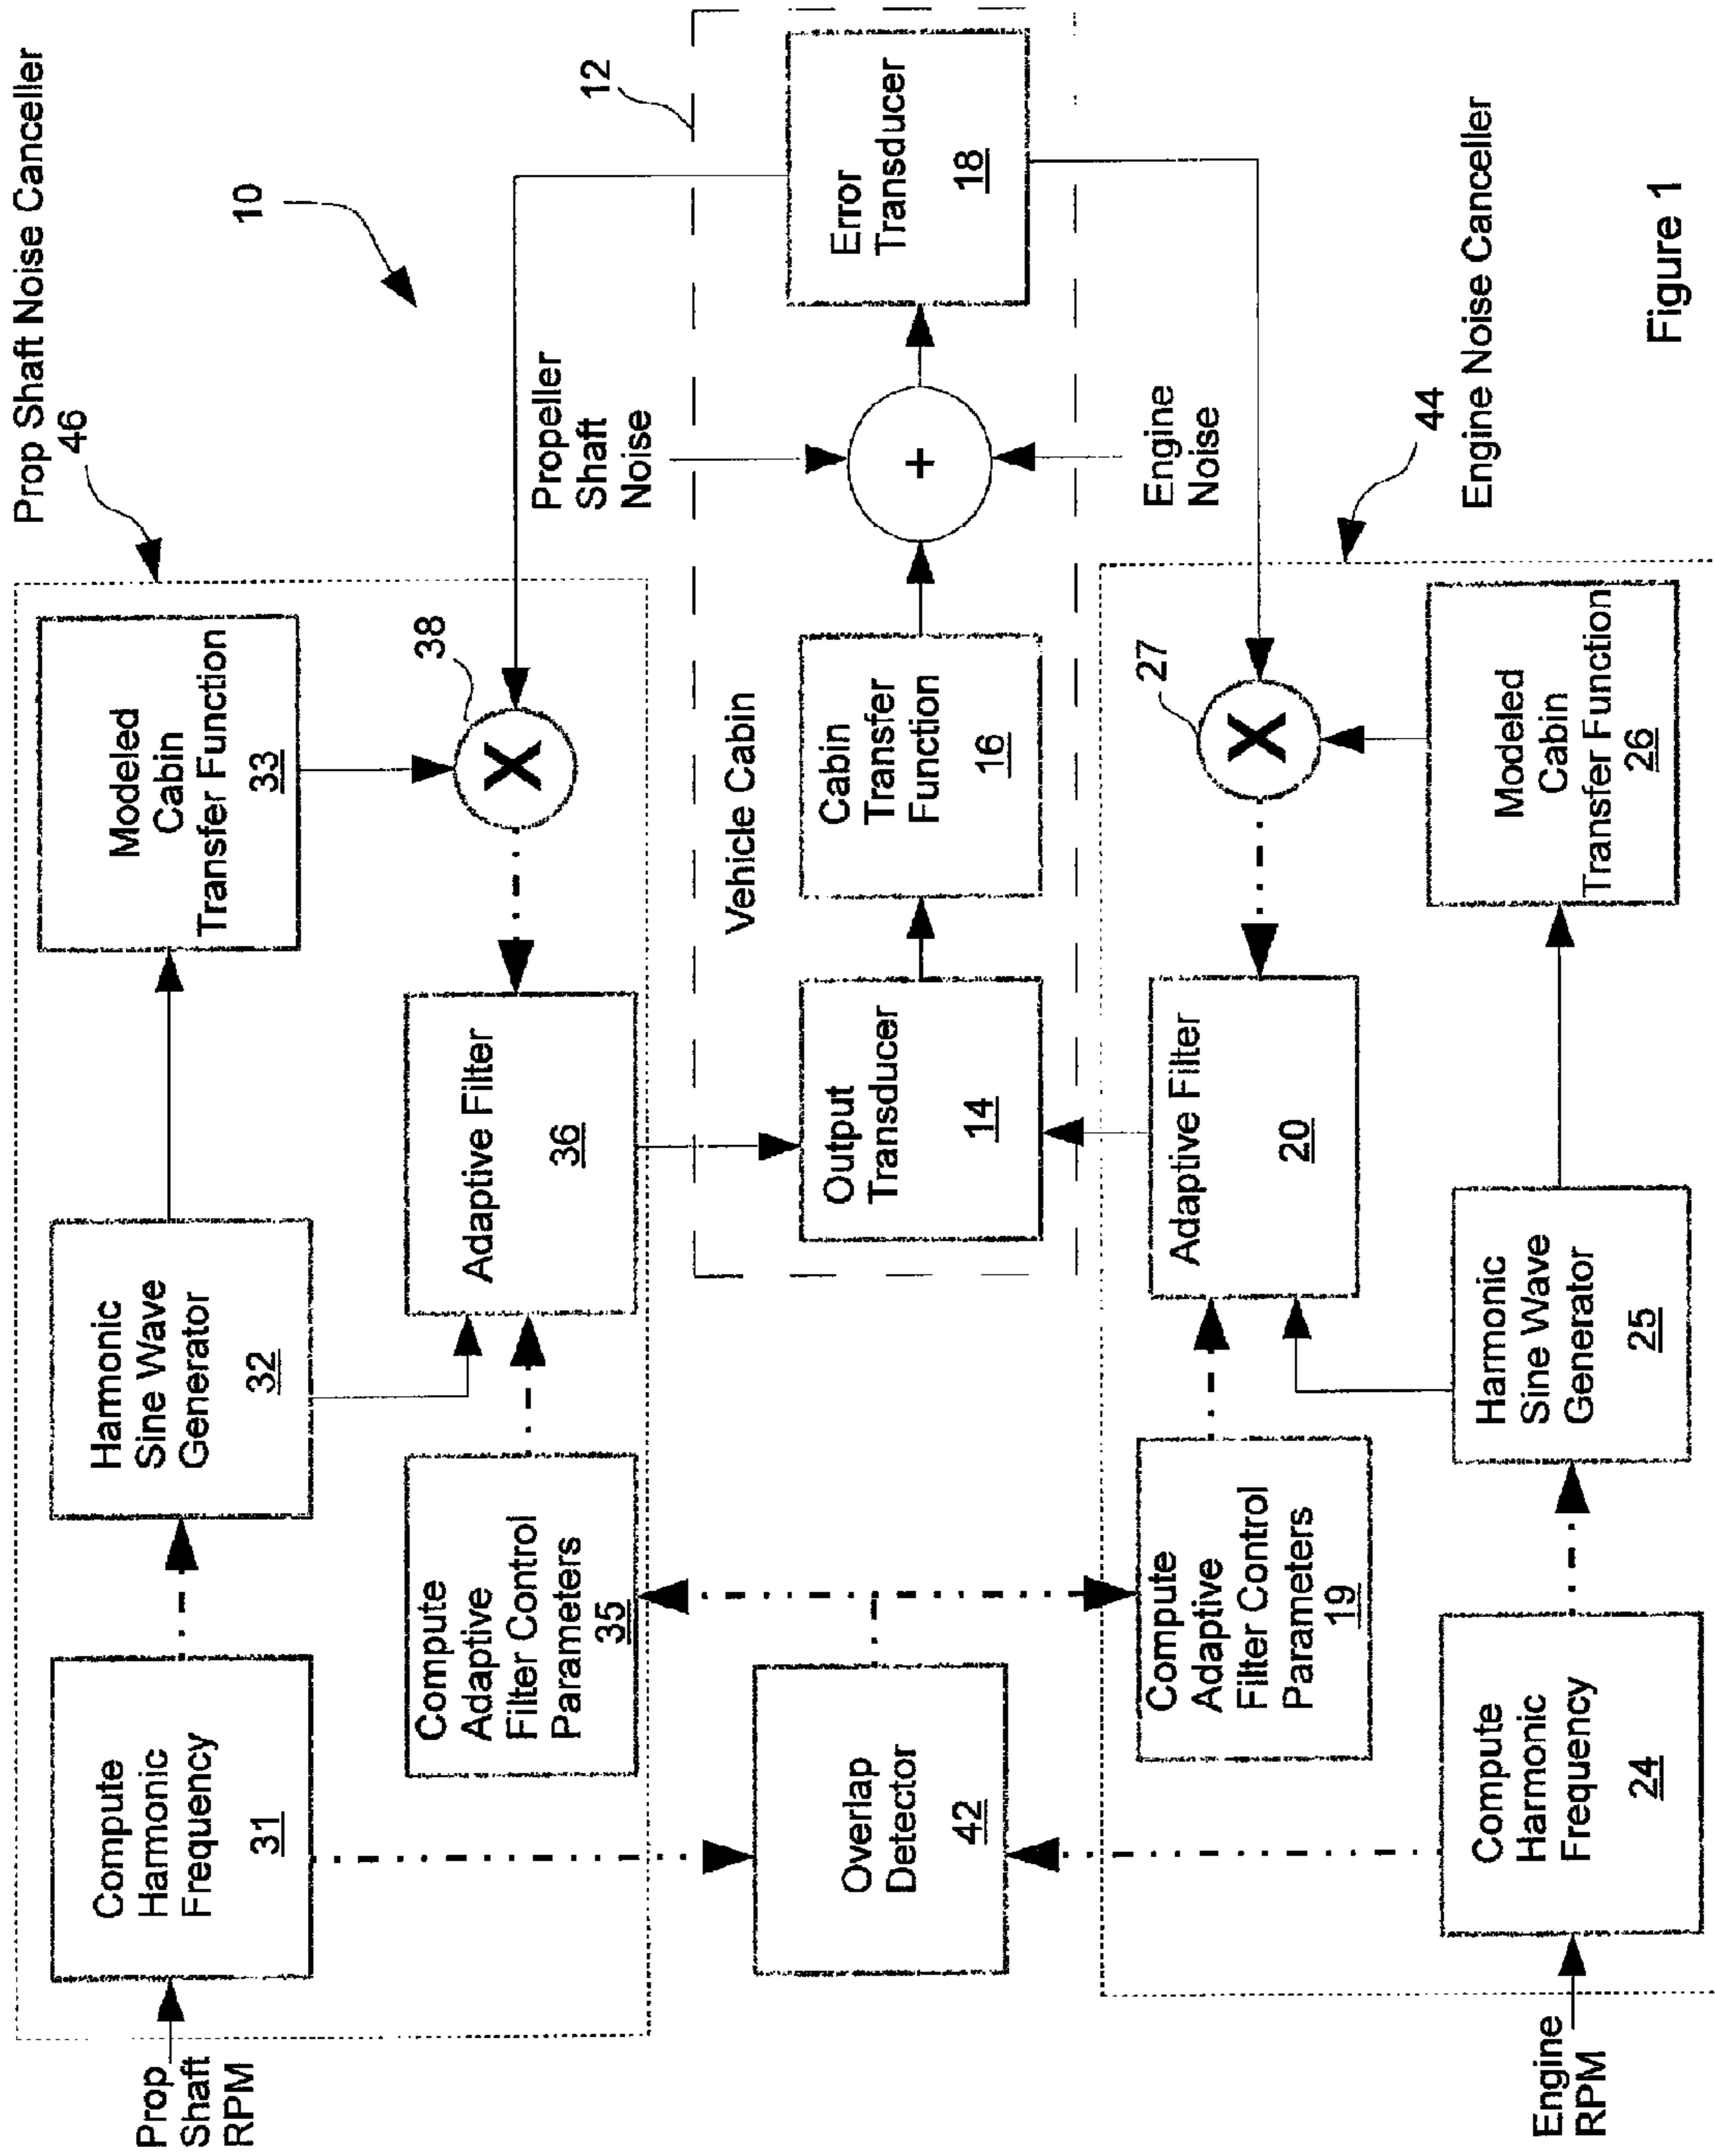 Prop Shaft Noise Canceller
46
10
12
Prop
Shaft
RPM
Compute
Harmonic
Frequency
31
Harmonic
Sine Wave
Generator
32
Modeled
Cabin
Transfer Function
33
Compute
Adaptive
Filter Control
Parameters
35
Adaptive Filter
36
X
38
Propeller
Shaft
Noise
Vehicle Cabin
Overlap
Detector
42
Output
Transducer
14
Cabin
Transfer
Function
16
+
Error
Transducer
18
Engine
Noise
Compute
Adaptive
Filter Control
Parameters
19
Adaptive Filter
20
27
X
44
Engine Noise Canceller
Engine
RPM
Compute
Harmonic
Frequency
24
Harmonic
Sine Wave
Generator
25
Modeled
Cabin
Transfer Function
26
Figure 1